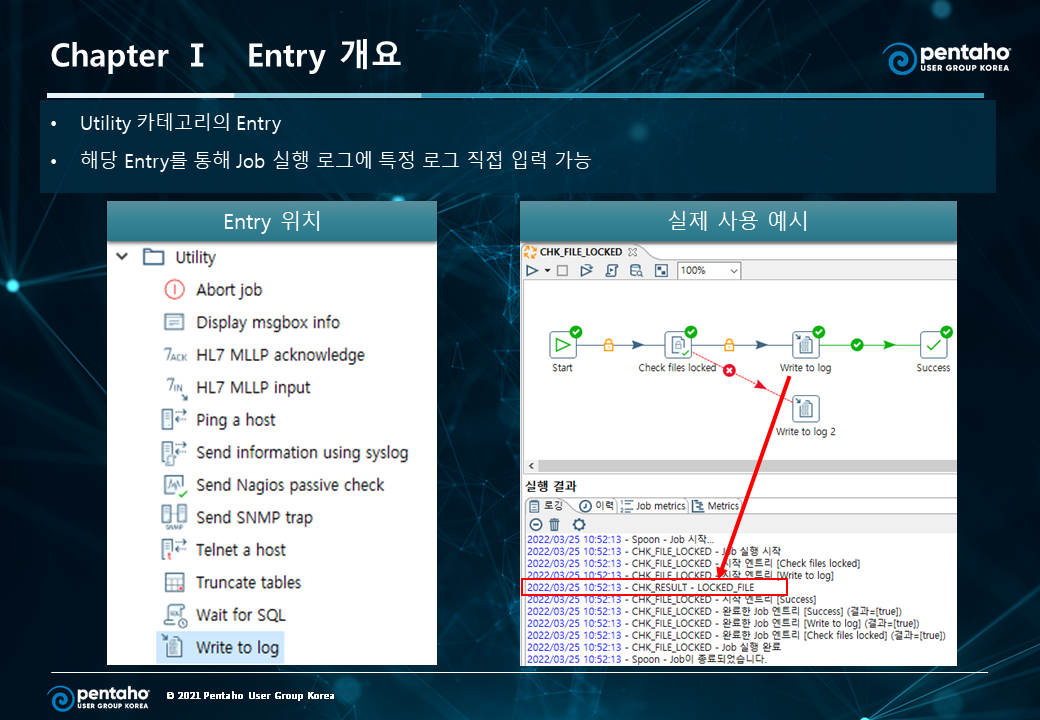 Chapter Ⅰ Entry 개요
pentaho
USER GROUP KOREA
• Utility 카테고리의 Entry
• 해당 Entry를 통해 Job 실행 로그에 특정 로그 직접 입력 가능
Entry 위치
Utility
Abort job
Display msgbox info
7ACK HL7 MLLP acknowledge
7IN HL7 MLLP input
Ping a host
Send information using syslog
Send Nagios passive check
SNMP Send SNMP trap
Telnet a host
Truncate tables
Wait for SQL
Write to log
실제 사용 예시
CHK_FILE_LOCKED
100%
Start
Check files locked
Write to log
Success
Write to log 2
실행 결과
로깅 이력 Job metrics Metrics
2022/03/25 10:52:13 - Spoon - Job 시작...
2022/03/25 10:52:13 - CHK_FILE_LOCKED - Job 실행 시작
2022/03/25 10:52:13 - CHK_FILE_LOCKED - 시작 엔트리 [Check files locked]
2022/03/25 10:52:13 - CHK_FILE_LOCKED - 시작 엔트리 [Write to log]
2022/03/25 10:52:13 - CHK_RESULT - LOCKED_FILE
2022/03/25 10:52:13 - CHK_FILE_LOCKED - 시작 엔트리 [Success]
2022/03/25 10:52:13 - CHK_FILE_LOCKED - 완료한 Job 엔트리 [Success] (결과=[true])
2022/03/25 10:52:13 - CHK_FILE_LOCKED - 완료한 Job 엔트리 [Write to log] (결과=[true])
2022/03/25 10:52:13 - CHK_FILE_LOCKED - 완료한 Job 엔트리 [Check files locked] (결과=[true])
2022/03/25 10:52:13 - CHK_FILE_LOCKED - Job 실행 완료
2022/03/25 10:52:13 - Spoon - Job이 종료되었습니다.
pentaho
USER GROUP KOREA
© 2021 Pentaho User Group Korea